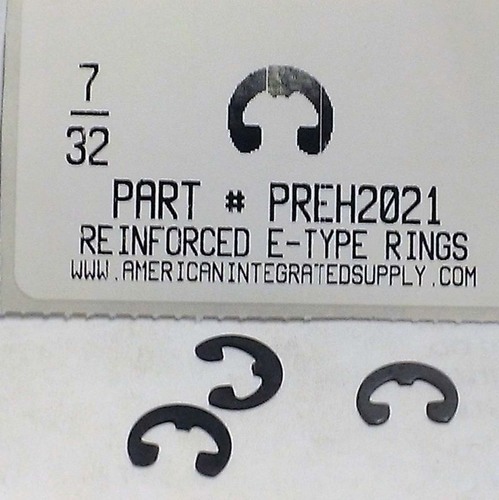 7
32
PART # PREH2021
REINFORCED E-TYPE RINGS
WWW.AMERICANINTEGRATEDSUPPLY.COM